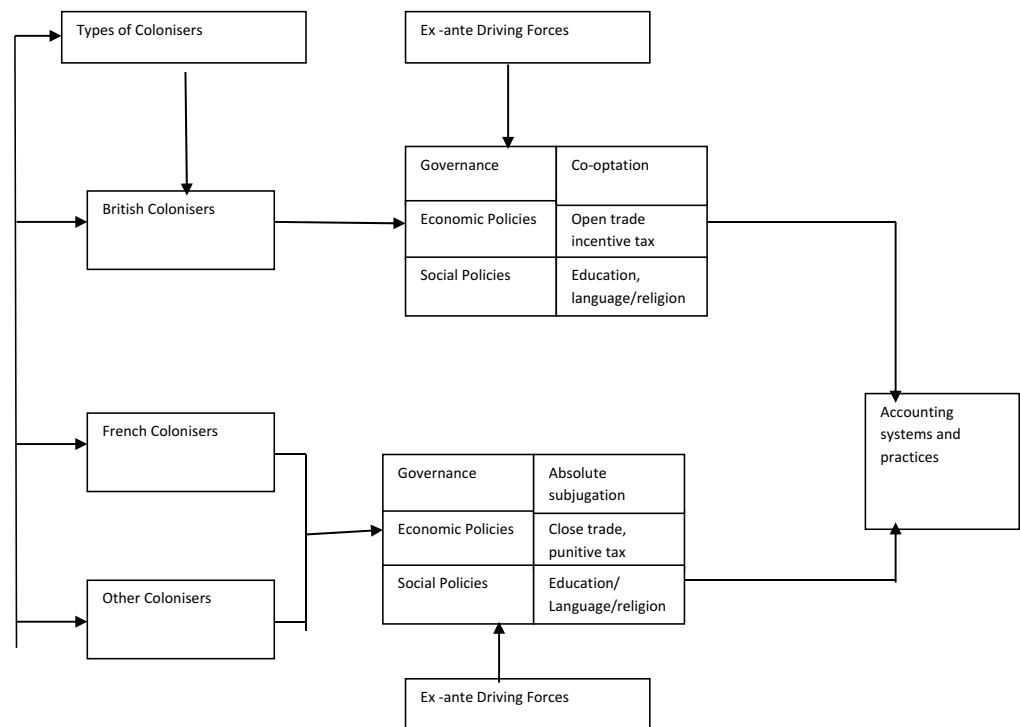 Types of Colonisers
Ex -ante Driving Forces
Governance
Co-optation
British Colonisers
Economic Policies
Open trade
incentive tax
Social Policies
Education,
language/religion
French Colonisers
Accounting
systems and
practices
Governance
Absolute
subjugation
Economic Policies
Close trade,
punitive tax
Social Policies
Education/
Language/religion
Other Colonisers
Ex -ante Driving Forces